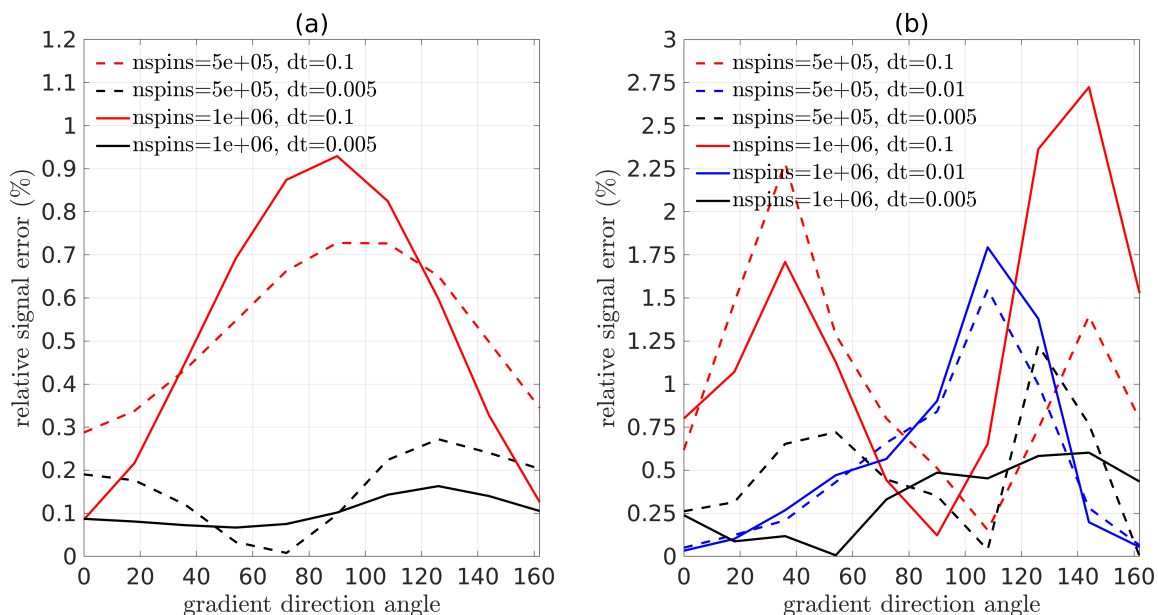 (a)
1.2
1.1
1
0.9
0.8
0.7
0.6
0.5
0.4
0.3
0.2
0.1
0
relative signal error (%)
nspins=5e+05, dt=0.1
nspins=5e+05, dt=0.005
nspins=1e+06, dt=0.1
nspins=1e+06, dt=0.005
0 20 40 60 80 100 120 140 160
gradient direction angle
(b)
3
2.75
2.5
2.25
2
1.75
1.5
1.25
1
0.75
0.5
0.25
0
relative signal error (%)
nspins=5e+05, dt=0.1
nspins=5e+05, dt=0.01
nspins=5e+05, dt=0.005
nspins=1e+06, dt=0.1
nspins=1e+06, dt=0.01
nspins=1e+06, dt=0.005
0 20 40 60 80 100 120 140 160
gradient direction angle